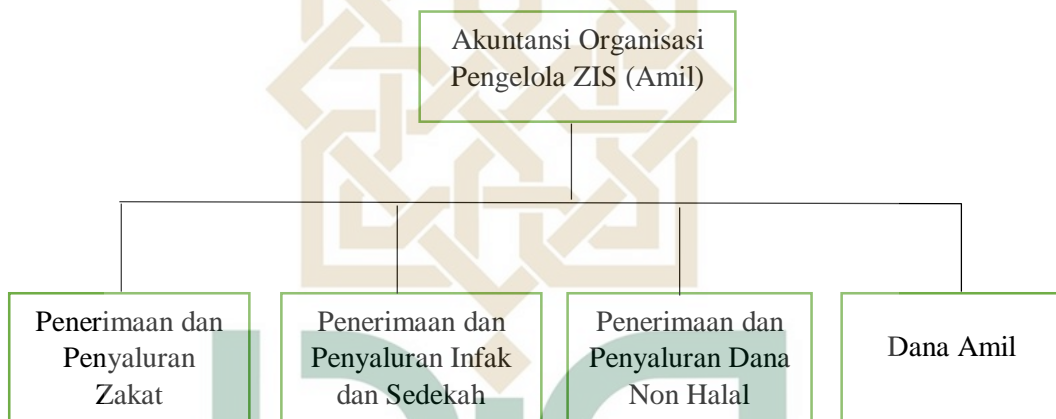 Akuntansi Organisasi
Pengelola ZIS (Amil)
Penerimaan dan
Penyaluran
Zakat
Penerimaan dan
Penyaluran Infak
dan Sedekah
Penerimaan dan
Penyaluran Dana
Non Halal
Dana Amil